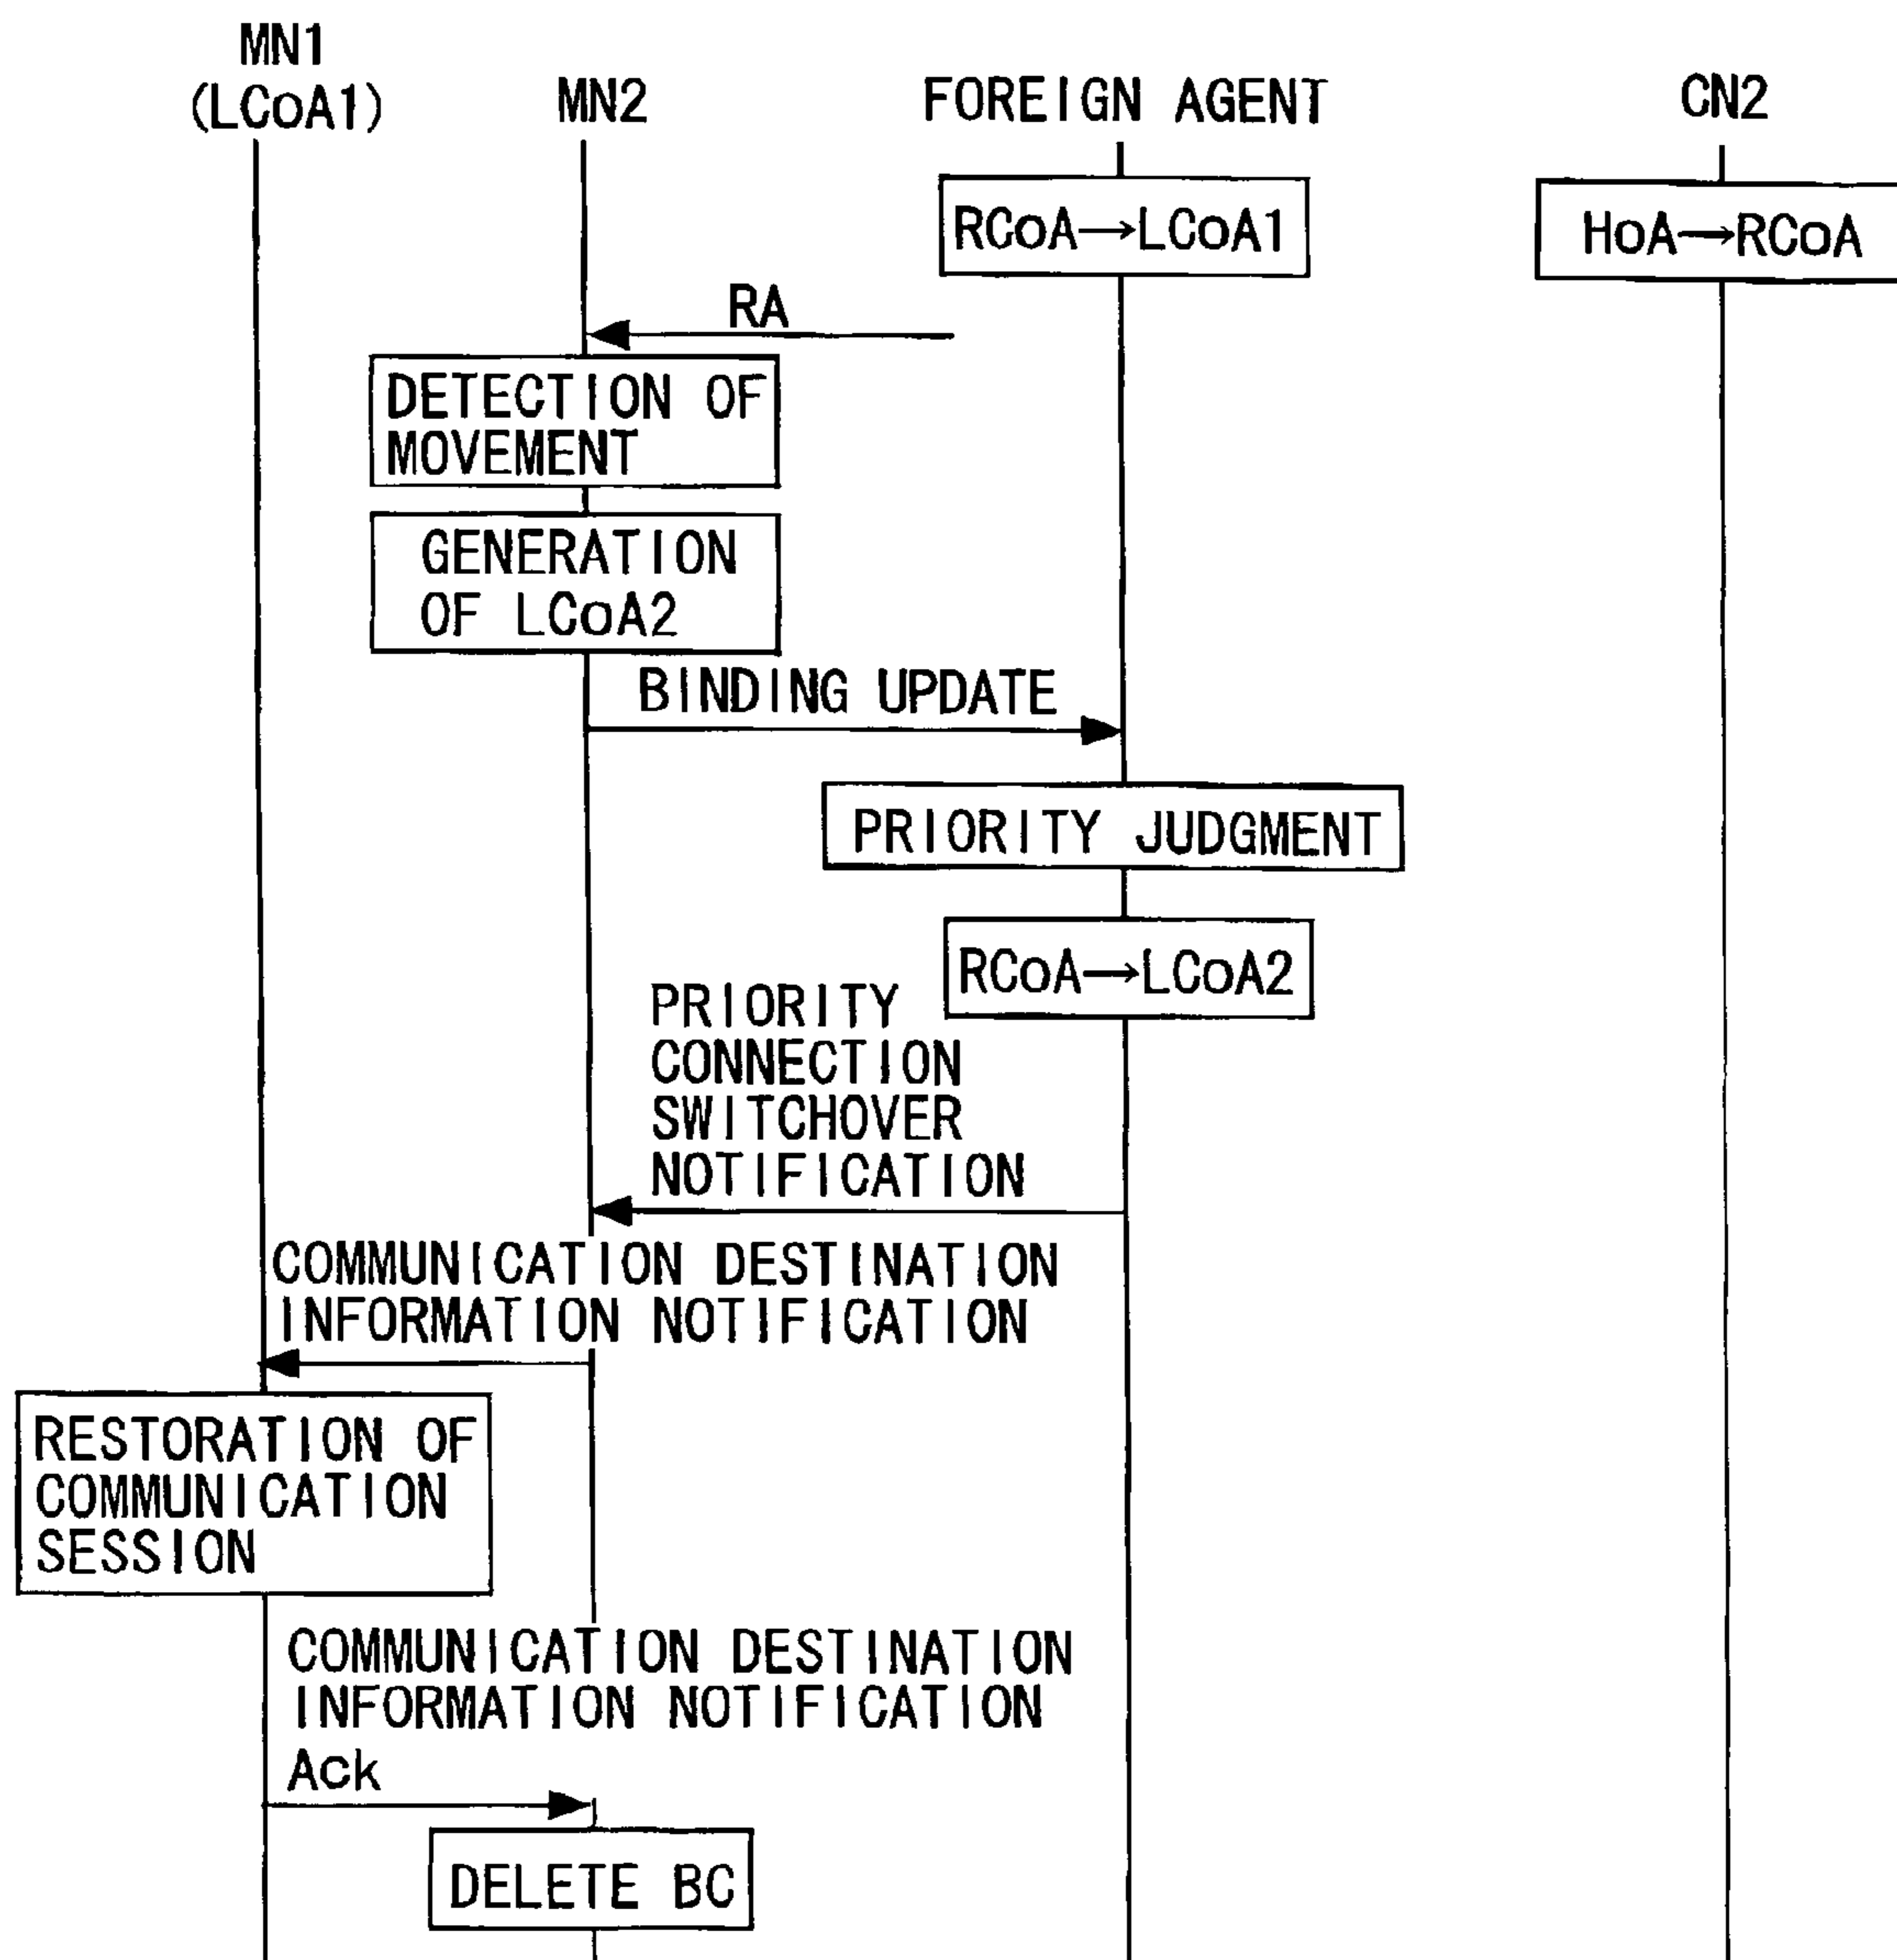 MN1
(LCoA1)
MN2
FOREIGN AGENT
CN2
RCoA→LCoA1
HoA→RCoA
RA
DETECTION OF
MOVEMENT
GENERATION
OF LCoA2
BINDING UPDATE
PRIORITY JUDGMENT
RCoA→LCoA2
PRIORITY
CONNECTION
SWITCHOVER
NOTIFICATION
COMMUNICATION DESTINATION
INFORMATION NOTIFICATION
RESTORATION OF
COMMUNICATION
SESSION
COMMUNICATION DESTINATION
INFORMATION NOTIFICATION
Ack
DELETE BC